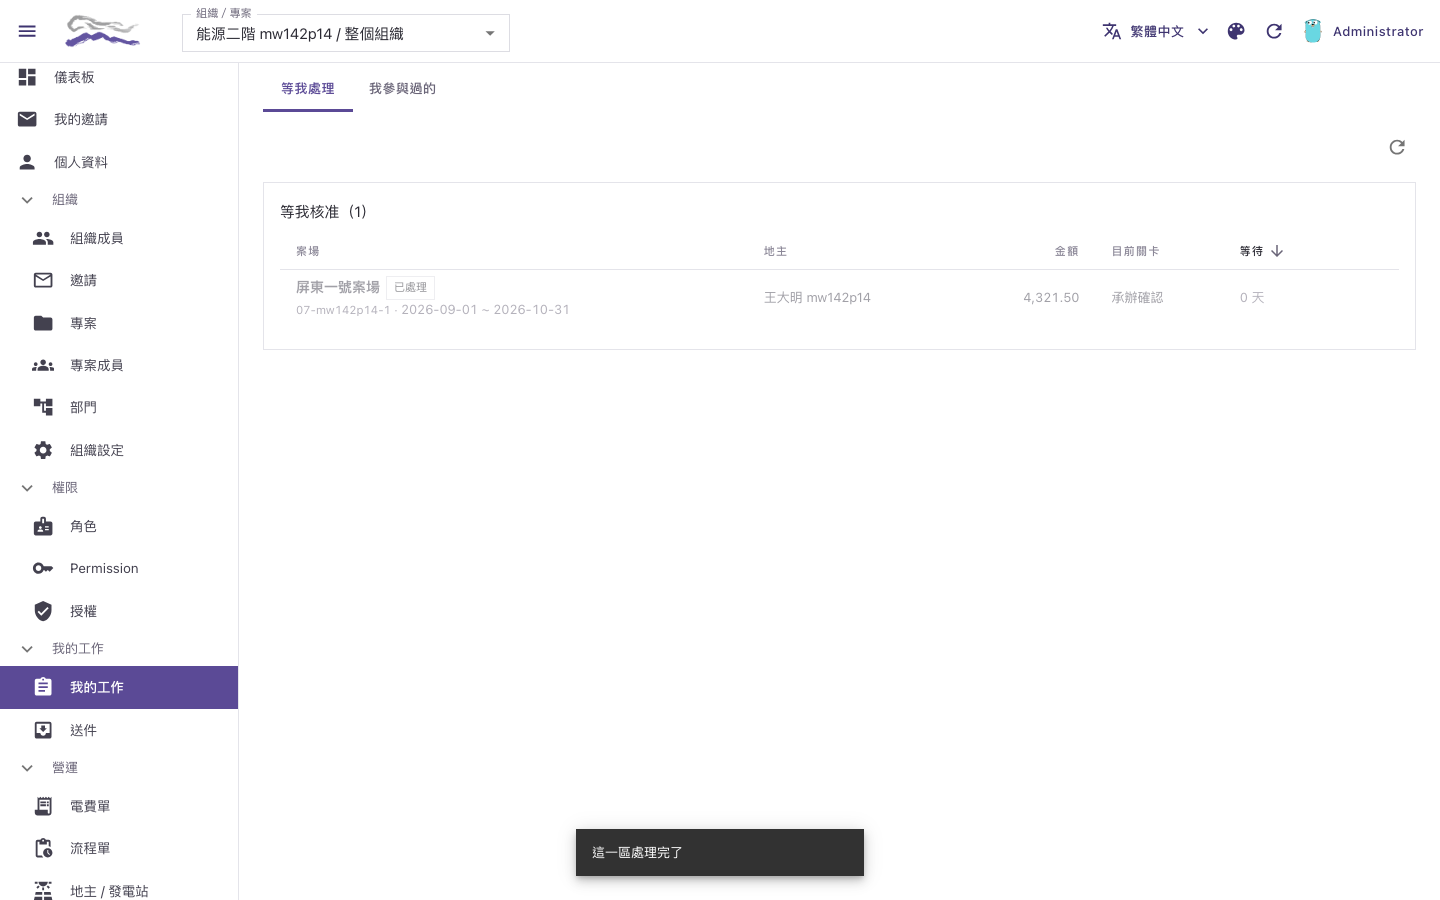 組織 / 專案
能源二階 mw142p14 / 整個組織
繁體中文
Administrator
儀表板
我的邀請
個人資料
組織
組織成員
邀請
專案
專案成員
部門
組織設定
權限
角色
Permission
授權
我的工作
我的工作
送件
營運
電費單
流程單
地主 / 發電站
等我處理
我參與過的
等我核准（1）
案場
地主
金額
目前關卡
等待
屏東一號案場 已處理
07-mw142p14-1 · 2026-09-01 ~ 2026-10-31
王大明 mw142p14
4,321.50
承辦確認
0 天
這一區處理完了